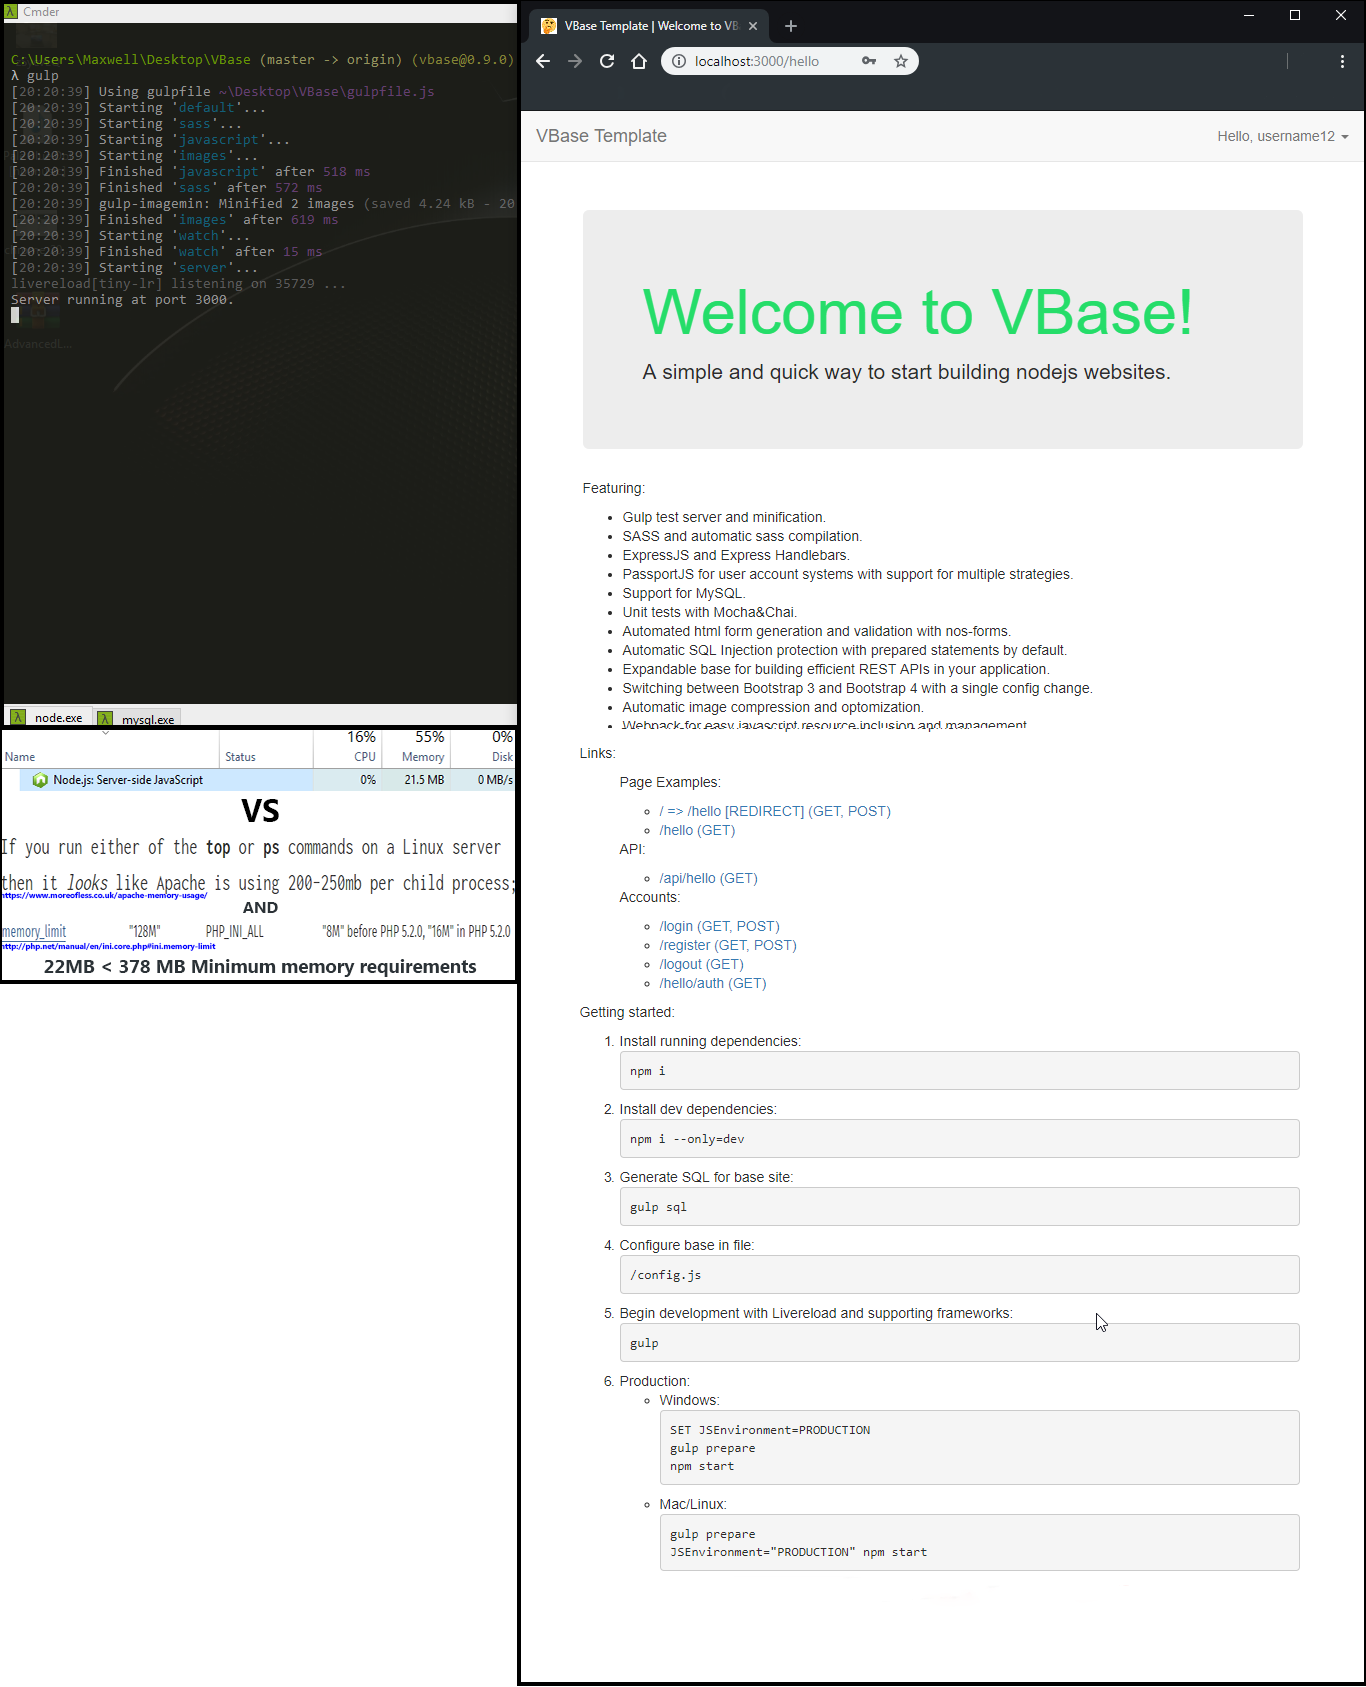 Cmder
C:\Users\Maxwell\Desktop\VBase (master -> origin) (vbase@0.9.0)
λ gulp
[20:20:39] Using gulpfile ~\Desktop\VBase\gulpfile.js
[20:20:39] Starting 'default'...
[20:20:39] Starting 'sass'...
[20:20:39] Starting 'javascript'...
[20:20:39] Starting 'images'...
[20:20:39] Finished 'javascript' after 518 ms
[20:20:39] Finished 'sass' after 572 ms
[20:20:39] gulp-imagemin: Minified 2 images (saved 4.24 kB - 20
[20:20:39] Finished 'images' after 619 ms
[20:20:39] Starting 'watch'...
[20:20:39] Finished 'watch' after 15 ms
[20:20:39] Starting 'server'...
livereload[tiny-lr] listening on 35729 ...
Server running at port 3000.
AdvancedL...
λ node.exe λ mysql.exe
16% 55% 0%
Name Status CPU Memory Disk
Node.js: Server-side JavaScript 0% 21.5 MB 0 MB/s
VS
If you run either of the top or ps commands on a Linux server
then it looks like Apache is using 200-250mb per child process;
https://www.moreofless.co.uk/apache-memory-usage/
AND
memory_limit "128M" PHP_INI_ALL "8M" before PHP 5.2.0, "16M" in PHP 5.2.0
http://php.net/manual/en/ini.core.php#ini.memory-limit
22MB < 378 MB Minimum memory requirements
VBase Template | Welcome to VB
localhost:3000/hello
VBase Template Hello, username12
Welcome to VBase!
A simple and quick way to start building nodejs websites.
Featuring:
• Gulp test server and minification.
• SASS and automatic sass compilation.
• ExpressJS and Express Handlebars.
• PassportJS for user account systems with support for multiple strategies.
• Support for MySQL.
• Unit tests with Mocha&Chai.
• Automated html form generation and validation with nos-forms.
• Automatic SQL Injection protection with prepared statements by default.
• Expandable base for building efficient REST APIs in your application.
• Switching between Bootstrap 3 and Bootstrap 4 with a single config change.
• Automatic image compression and optomization.
• Webpack for easy javascript resource inclusion and management
Links:
Page Examples:
/ => /hello [REDIRECT] (GET, POST)
/hello (GET)
API:
/api/hello (GET)
Accounts:
/login (GET, POST)
/register (GET, POST)
/logout (GET)
/hello/auth (GET)
Getting started:
1. Install running dependencies:
npm i
2. Install dev dependencies:
npm i --only=dev
3. Generate SQL for base site:
gulp sql
4. Configure base in file:
/config.js
5. Begin development with Livereload and supporting frameworks:
gulp
6. Production:
Windows:
SET JSEnvironment=PRODUCTION
gulp prepare
npm start
Mac/Linux:
gulp prepare
JSEnvironment="PRODUCTION" npm start